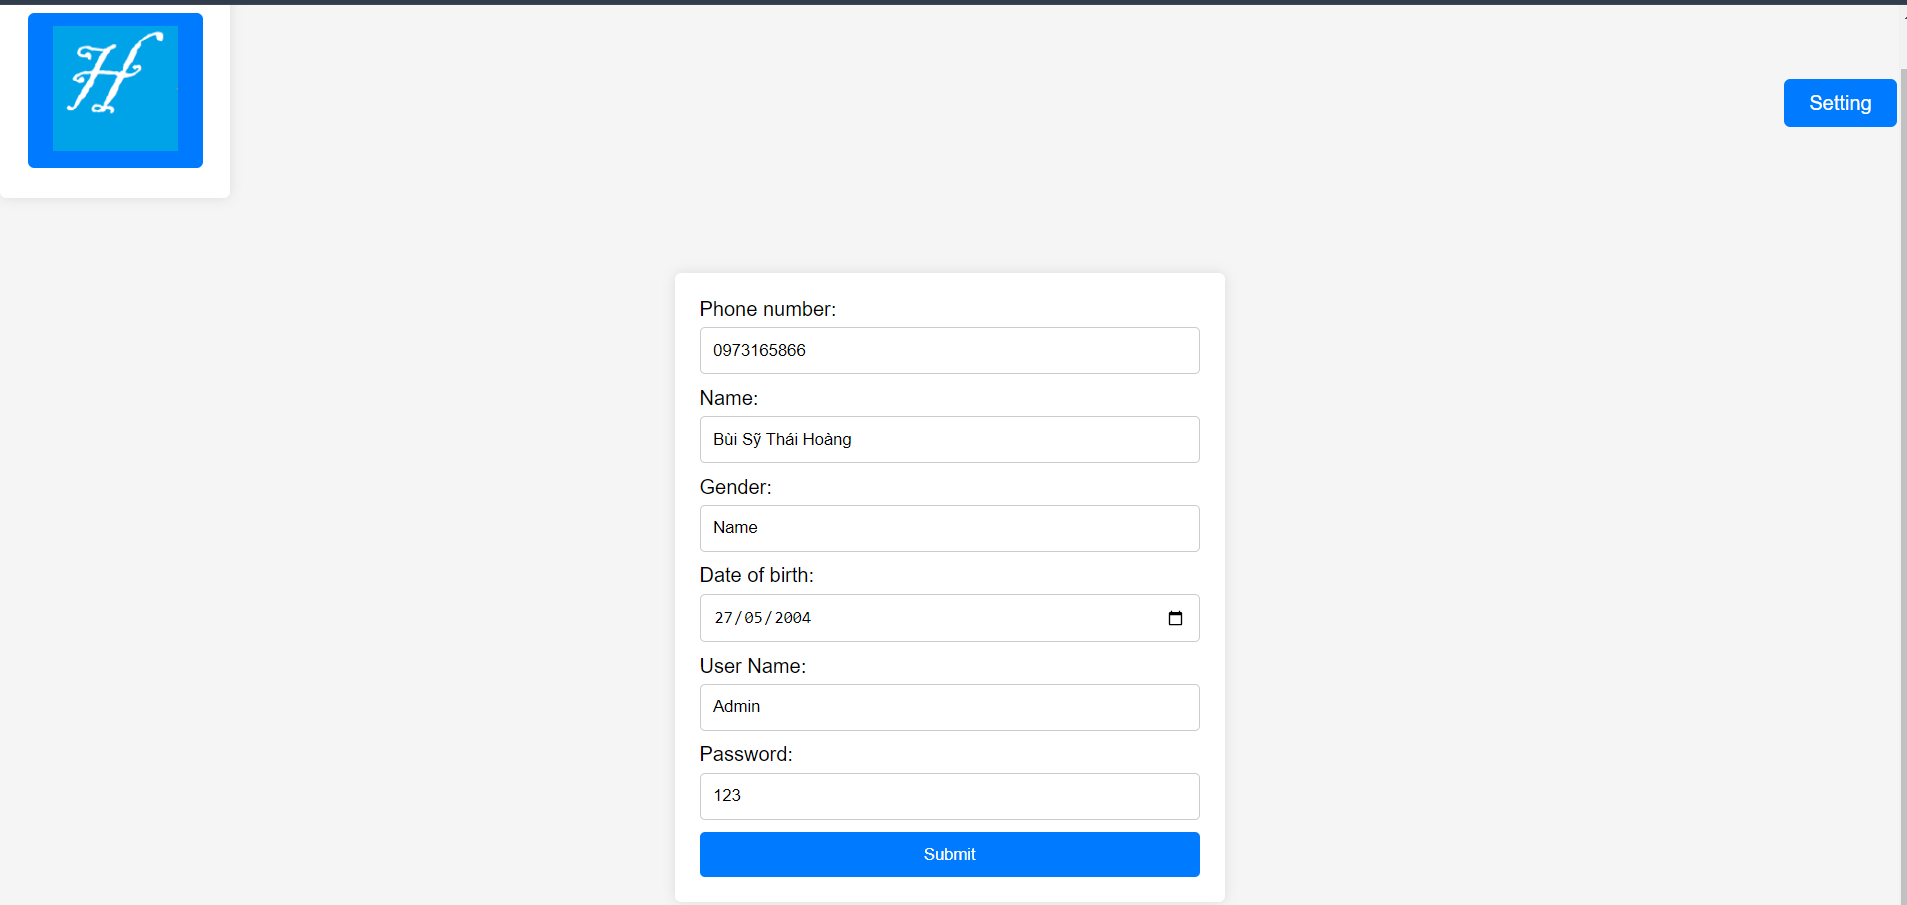 H
Setting
Phone number:
0973165866
Name:
Bùi Sỹ Thái Hoàng
Gender:
Name
Date of birth:
27/05/2004
User Name:
Admin
Password:
123
Submit